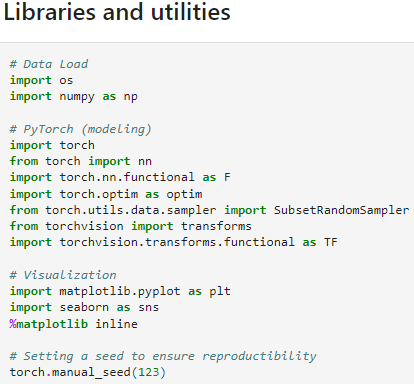 Libraries and utilities
# Data Load
import os
import numpy as np
# PyTorch (modeling)
import torch
from torch import nn
import torch.nn.functional as F
import torch.optim as optim
from torch.utils.data.sampler import SubsetRandomSampler
from torchvision import transforms
import torchvision.transforms.functional as TF
# Visualization
import matplotlib.pyplot as plt
import seaborn as sns
%matplotlib inline
# Setting a seed to ensure reproductibility
torch.manual_seed(123)